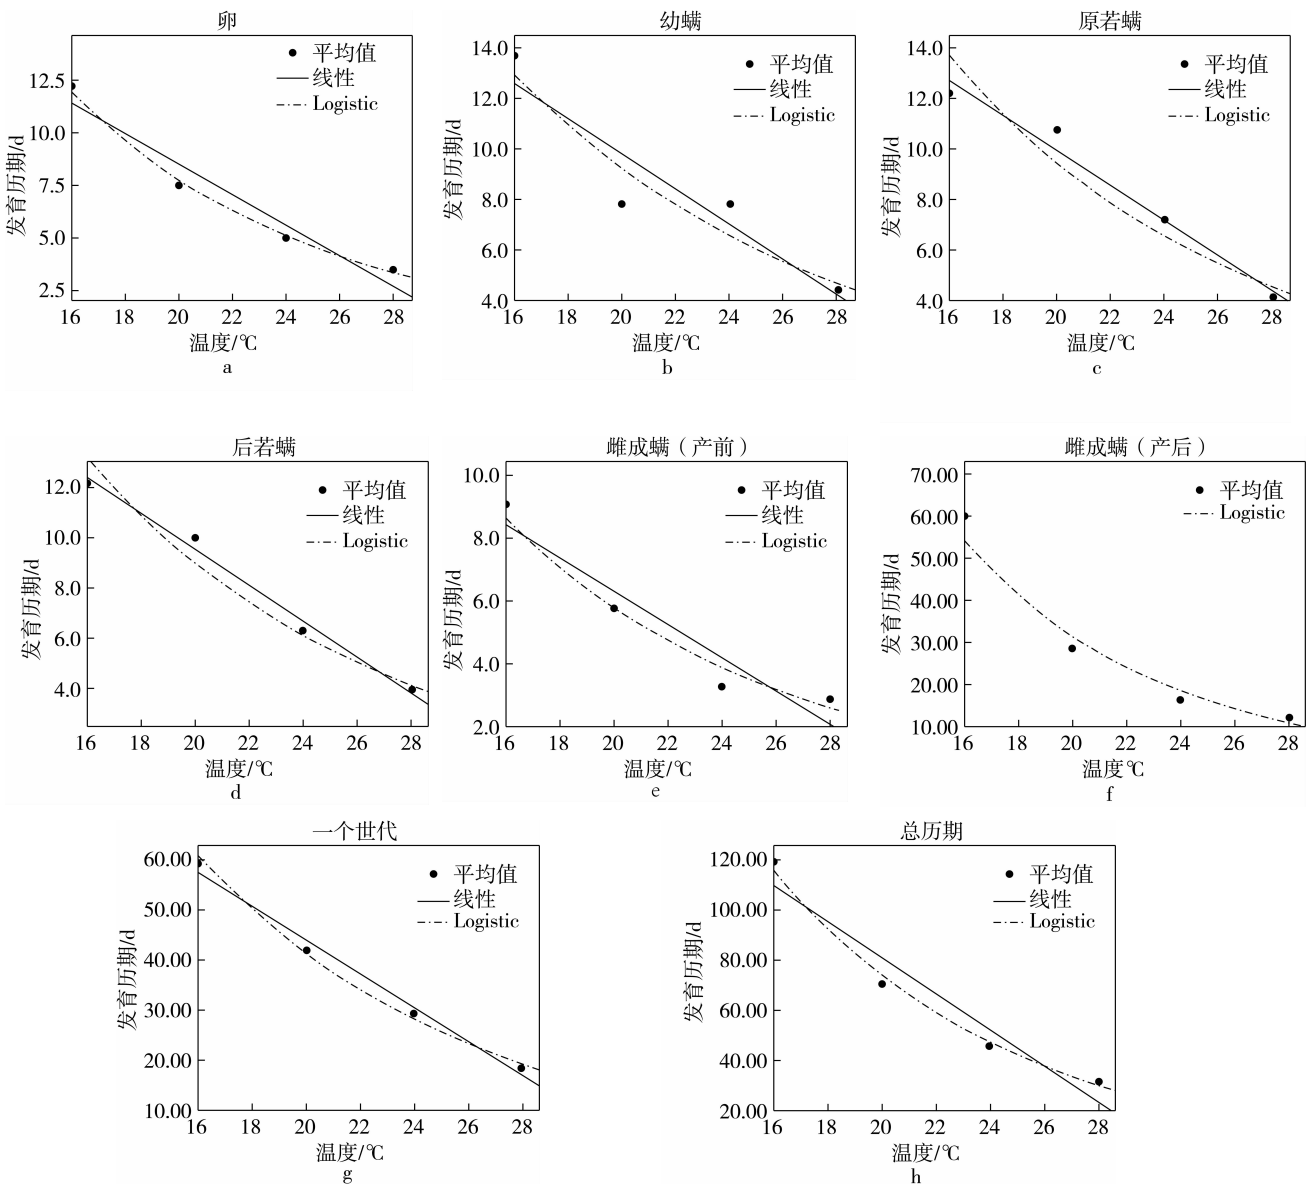 卵
12.5
10.0
7.5
5.0
2.5
发育历期/d
平均值
线性
Logistic
16 18 20 22 24 26 28
温度/℃
a
幼螨
14.0
12.0
10.0
8.0
6.0
4.0
发育历期/d
平均值
线性
Logistic
16 18 20 22 24 26 28
温度/℃
b
原若螨
14.0
12.0
10.0
8.0
6.0
4.0
发育历期/d
平均值
线性
Logistic
16 18 20 22 24 26 28
温度/℃
c
后若螨
12.0
10.0
8.0
6.0
4.0
发育历期/d
平均值
线性
Logistic
16 18 20 22 24 26 28
温度/℃
d
雌成螨（产前）
10.0
8.0
6.0
4.0
2.0
发育历期/d
平均值
线性
Logistic
16 18 20 22 24 26 28
温度/℃
e
雌成螨（产后）
70.00
60.00
50.00
40.00
30.00
20.00
10.00
发育历期/d
平均值
Logistic
16 18 20 22 24 26 28
温度℃
f
一个世代
60.00
50.00
40.00
30.00
20.00
10.00
发育历期/d
平均值
线性
Logistic
16 18 20 22 24 26 28
温度/℃
g
总历期
120.00
100.00
80.00
60.00
40.00
20.00
发育历期/d
平均值
线性
Logistic
16 18 20 22 24 26 28
温度/℃
h